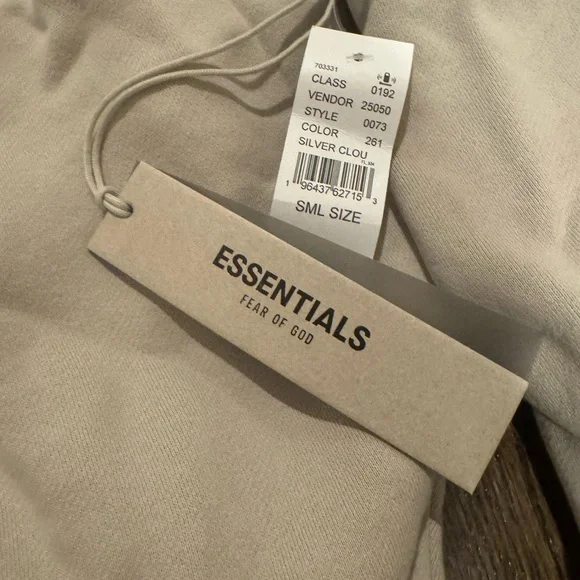 703331
CLASS 0192
VENDOR 25050
STYLE 0073
COLOR 261
SILVER CLOU
1 96437 62715 3
SML SIZE
ESSENTIALS
FEAR OF GOD